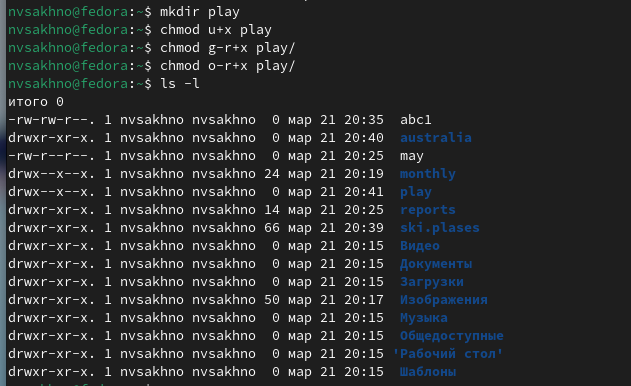 nvsakhno@fedora:~$ mkdir play
nvsakhno@fedora:~$ chmod u+x play
nvsakhno@fedora:~$ chmod g-r+x play/
nvsakhno@fedora:~$ chmod o-r+x play/
nvsakhno@fedora:~$ ls -l
итого 0
-rw-rw-r--. 1 nvsakhno nvsakhno  0 мар 21 20:35  abc1
drwxr-xr-x. 1 nvsakhno nvsakhno  0 мар 21 20:40  australia
-rw-r--r--. 1 nvsakhno nvsakhno  0 мар 21 20:25  may
drwx--x--x. 1 nvsakhno nvsakhno 24 мар 21 20:19  monthly
drwx--x--x. 1 nvsakhno nvsakhno  0 мар 21 20:41  play
drwxr-xr-x. 1 nvsakhno nvsakhno 14 мар 21 20:25  reports
drwxr-xr-x. 1 nvsakhno nvsakhno 66 мар 21 20:39  ski.plases
drwxr-xr-x. 1 nvsakhno nvsakhno  0 мар 21 20:15  Видео
drwxr-xr-x. 1 nvsakhno nvsakhno  0 мар 21 20:15  Документы
drwxr-xr-x. 1 nvsakhno nvsakhno  0 мар 21 20:15  Загрузки
drwxr-xr-x. 1 nvsakhno nvsakhno 50 мар 21 20:17  Изображения
drwxr-xr-x. 1 nvsakhno nvsakhno  0 мар 21 20:15  Музыка
drwxr-xr-x. 1 nvsakhno nvsakhno  0 мар 21 20:15  Общедоступные
drwxr-xr-x. 1 nvsakhno nvsakhno  0 мар 21 20:15 'Рабочий стол'
drwxr-xr-x. 1 nvsakhno nvsakhno  0 мар 21 20:15  Шаблоны